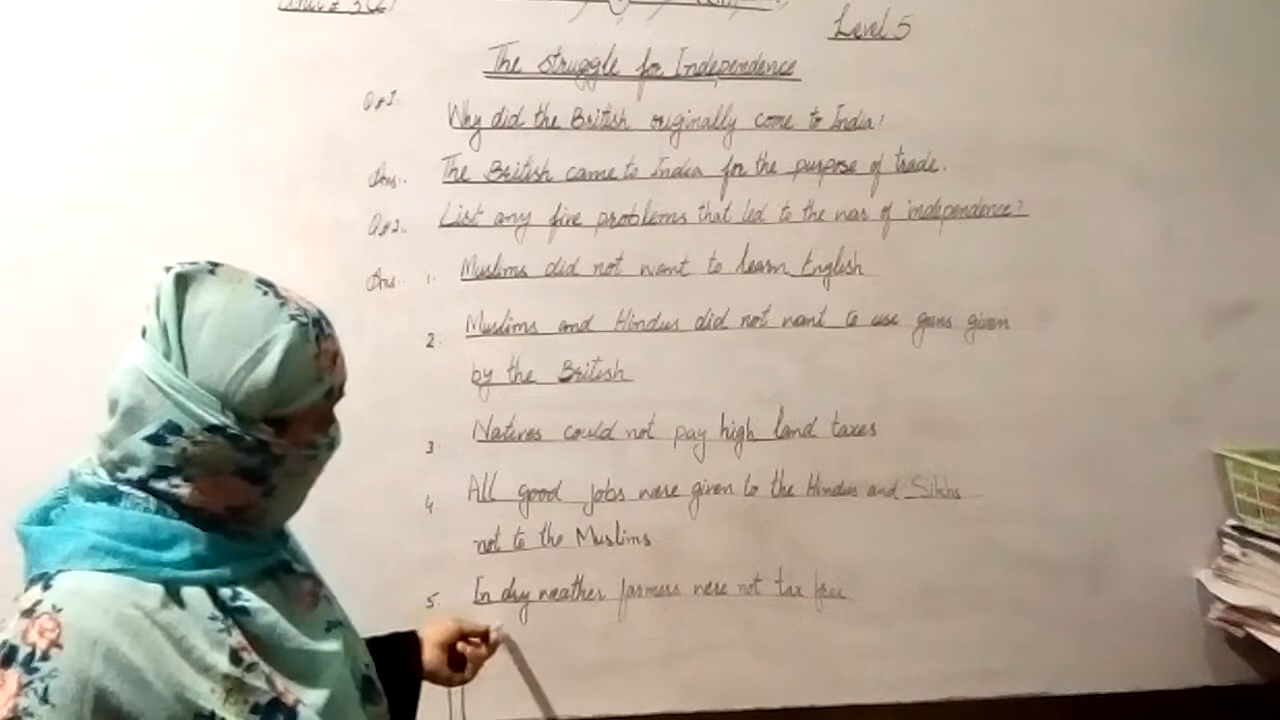 Level 5
The struggle for Independence
Q#1. Why did the British originally come to India?
Ans:. The British came to India for the purpose of trade.
Q#2. List any five problems that led to the war of independence?
Ans:. 1. Muslims did not want to learn English
2. Muslims and Hindus did not want to use guns given
by the British
3. Natives could not pay high land taxes
4. All good jobs were given to the Hindus and Sikhs
not to the Muslims
5. In dry weather farmers were not tax free